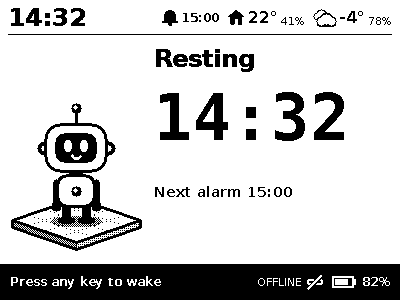 14:32 15:00 22° 41% -4° 78%
Resting
14:32
Next alarm 15:00
Press any key to wake OFFLINE 82%